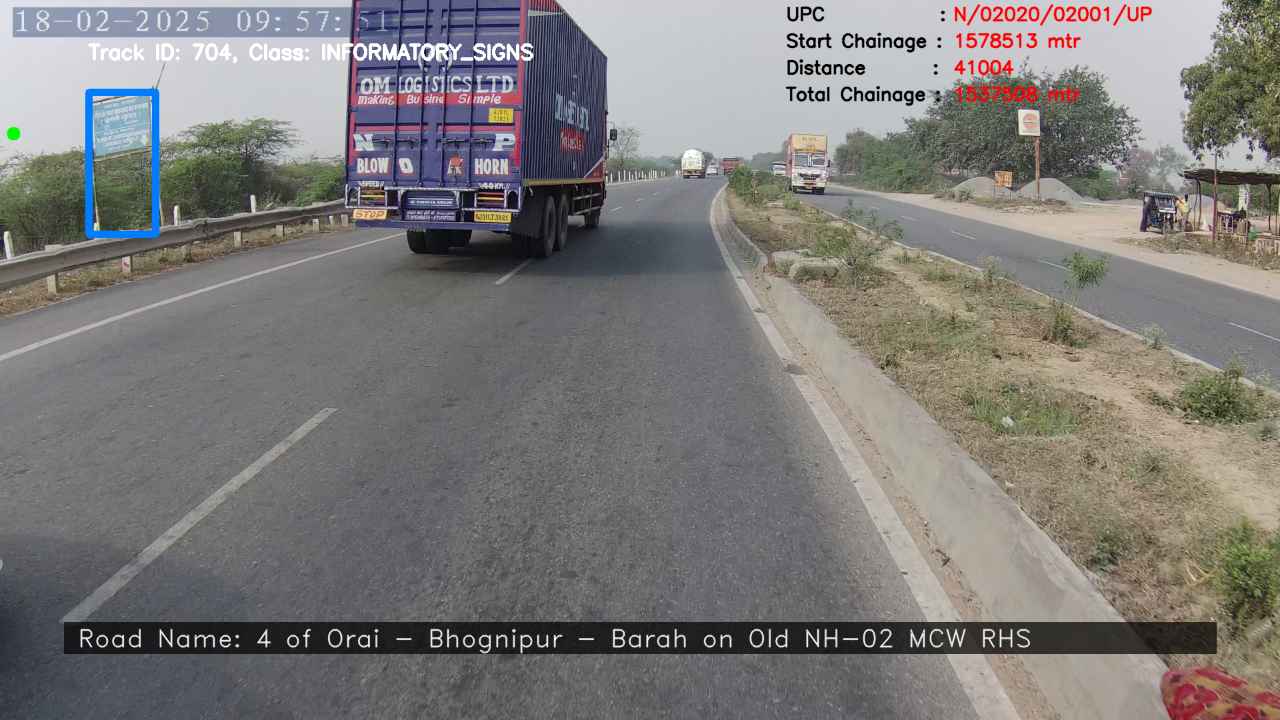 18-02-2025 09:57:51
Track ID: 704, Class: INFORMATORY_SIGNS
UPC : N/02020/02001/UP
Start Chainage : 1578513 mtr
Distance : 41004
Total Chainage : 1537508 mtr
OM LOGISTICS LTD
Making Business Simple
N P
BLOW HORN
STOP
Road Name: 4 of Orai - Bhognipur - Barah on Old NH-02 MCW RHS